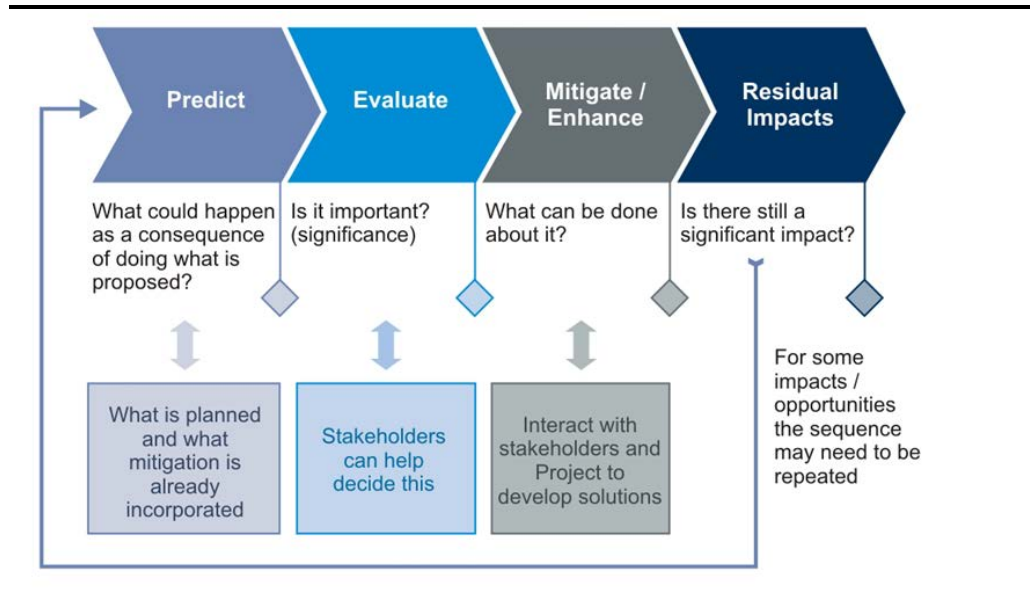 Predict
Evaluate
Mitigate /
Enhance
Residual
Impacts
What could happen
as a consequence
of doing what is
proposed?
Is it important?
(significance)
What can be done
about it?
Is there still a
significant impact?
What is planned
and what
mitigation is
already
incorporated
Stakeholders
can help
decide this
Interact with
stakeholders and
Project to
develop solutions
For some
impacts /
opportunities
the sequence
may need to be
repeated